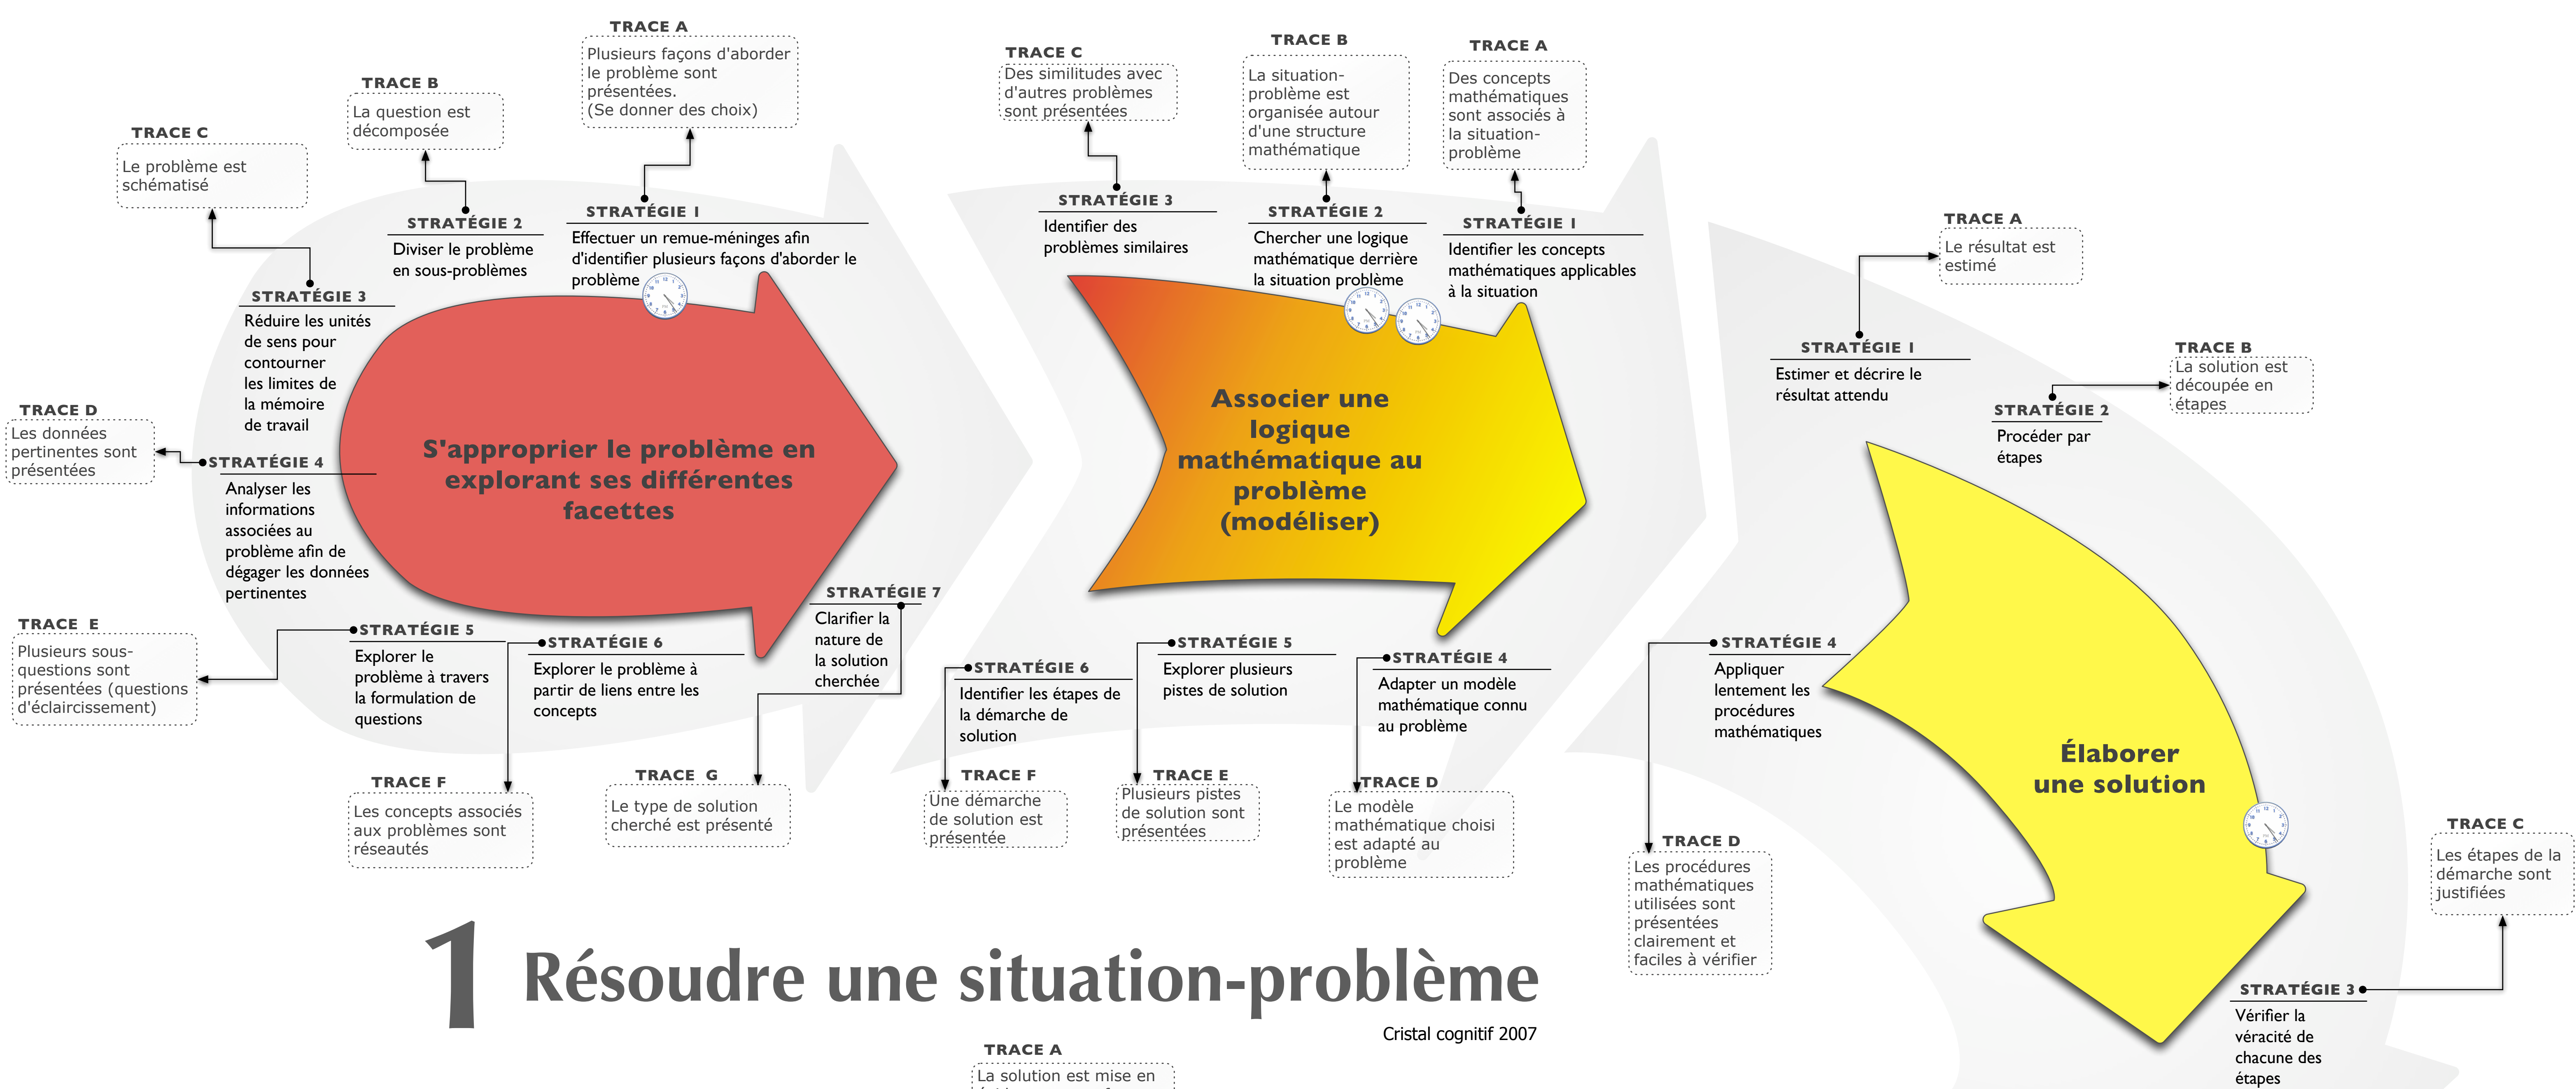 TRACE A
Plusieurs façons d'aborder
le problème sont
présentées.
(Se donner des choix)
TRACE B
La question est
décomposée
TRACE C
Le problème est
schématisé
STRATÉGIE 1
Effectuer un remue-méninges afin
d'identifier plusieurs façons d'aborder le
problème
STRATÉGIE 2
Diviser le problème
en sous-problèmes
STRATÉGIE 3
Réduire les unités
de sens pour
contourner
les limites de
la mémoire
de travail
TRACE D
Les données
pertinentes sont
présentées
STRATÉGIE 4
Analyser les
informations
associées au
problème afin de
dégager les données
pertinentes
S'approprier le problème en
explorant ses différentes
facettes
TRACE E
Plusieurs sous-
questions sont
présentées (questions
d'éclaircissement)
STRATÉGIE 5
Explorer le
problème à travers
la formulation de
questions
STRATÉGIE 6
Explorer le problème à
partir de liens entre les
concepts
STRATÉGIE 7
Clarifier la
nature de
la solution
cherchée
TRACE F
Les concepts associés
aux problèmes sont
réseautés
TRACE G
Le type de solution
cherché est présenté
TRACE C
Des similitudes avec
d'autres problèmes
sont présentées
TRACE B
La situation-
problème est
organisée autour
d'une structure
mathématique
TRACE A
Des concepts
mathématiques
sont associés à
la situation-
problème
STRATÉGIE 3
Identifier des
problèmes similaires
STRATÉGIE 2
Chercher une logique
mathématique derrière
la situation problème
STRATÉGIE 1
Identifier les concepts
mathématiques applicables
à la situation
Associer une
logique
mathématique au
problème
(modéliser)
STRATÉGIE 6
Identifier les étapes de
la démarche de
solution
STRATÉGIE 5
Explorer plusieurs
pistes de solution
STRATÉGIE 4
Adapter un modèle
mathématique connu
au problème
TRACE F
Une démarche
de solution est
présentée
TRACE E
Plusieurs pistes
de solution sont
présentées
TRACE D
Le modèle
mathématique choisi
est adapté au
problème
TRACE A
Le résultat est
estimé
STRATÉGIE 1
Estimer et décrire le
résultat attendu
TRACE B
La solution est
découpée en
étapes
STRATÉGIE 2
Procéder par
étapes
STRATÉGIE 4
Appliquer
lentement les
procédures
mathématiques
Élaborer
une solution
TRACE D
Les procédures
mathématiques
utilisées sont
présentées
clairement et
faciles à vérifier
TRACE C
Les étapes de la
démarche sont
justifiées
STRATÉGIE 3
Vérifier la
véracité de
chacune des
étapes
1 Résoudre une situation-problème
Cristal cognitif 2007
TRACE A
La solution est mise en